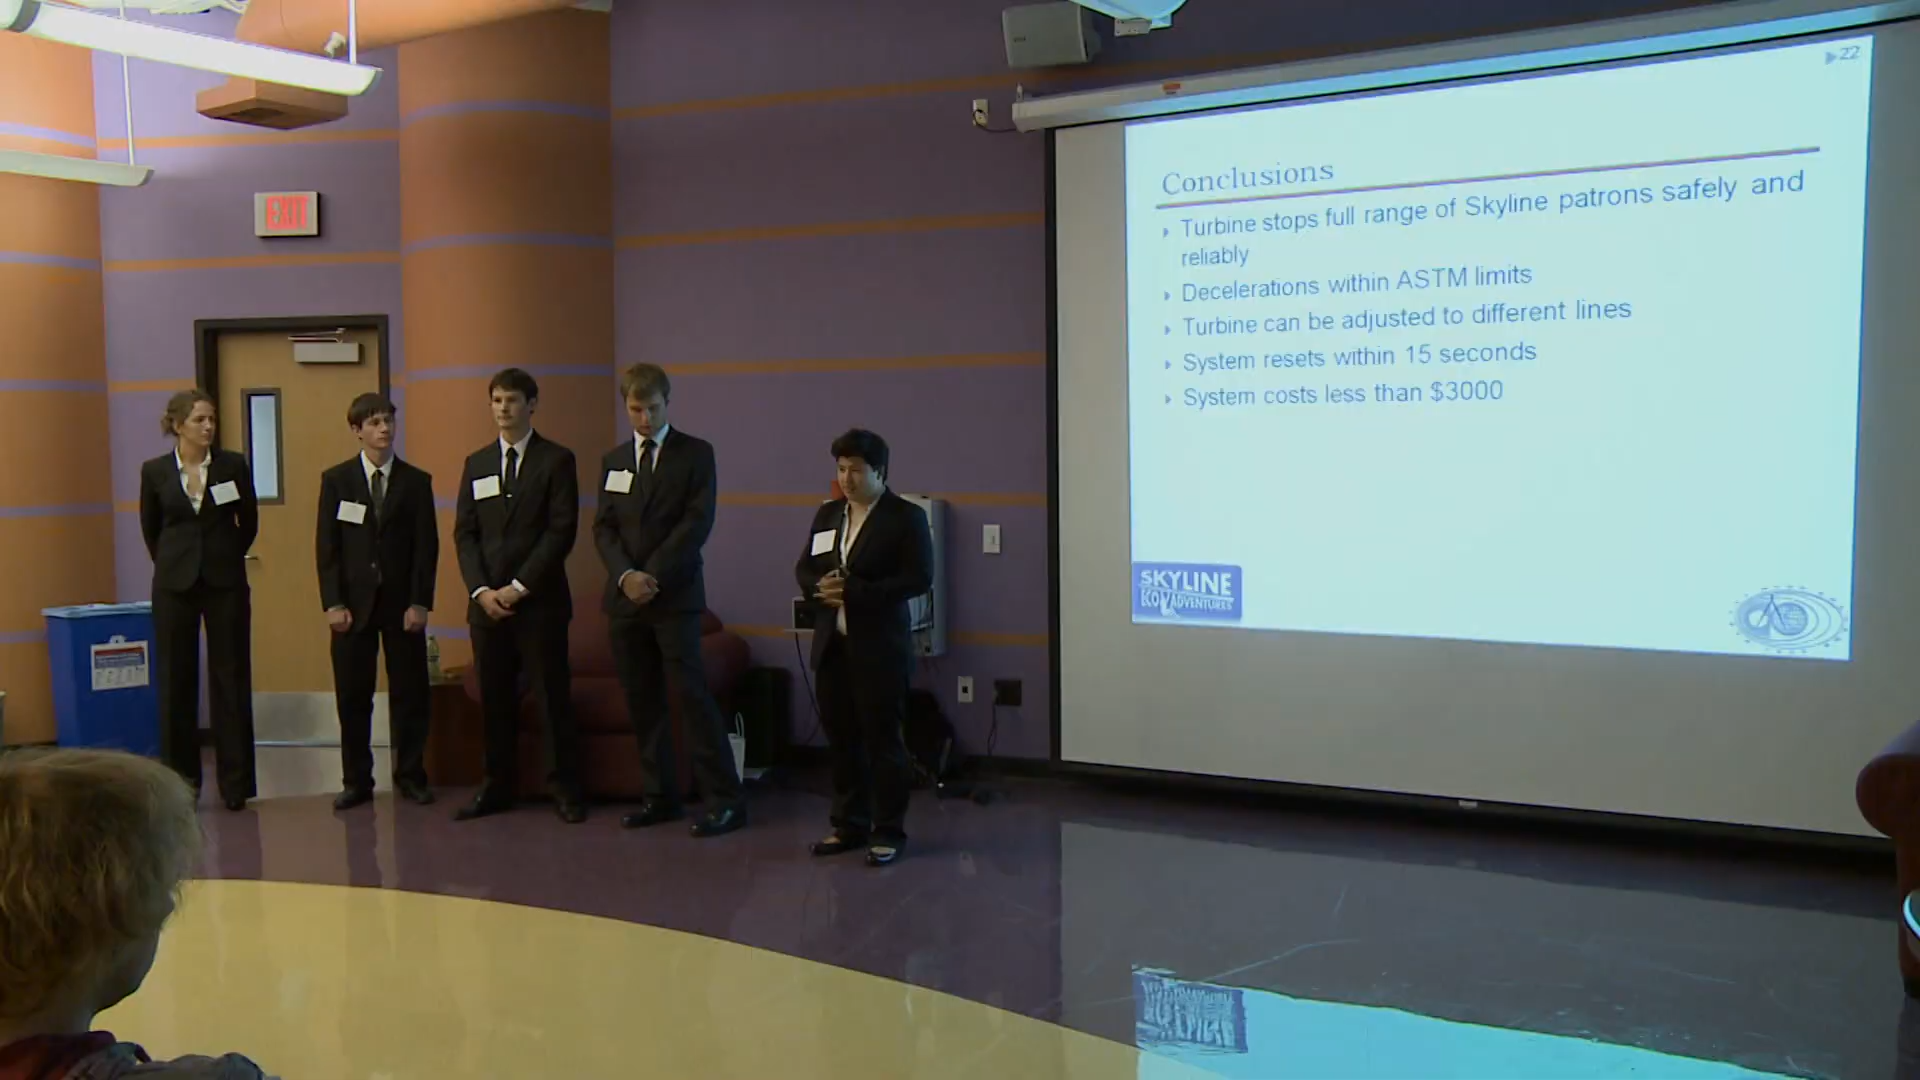 22
Conclusions
Turbine stops full range of Skyline patrons safely and
reliably
Decelerations within ASTM limits
Turbine can be adjusted to different lines
System resets within 15 seconds
System costs less than $3000
SKYLINE
ECO ADVENTURES
EXIT